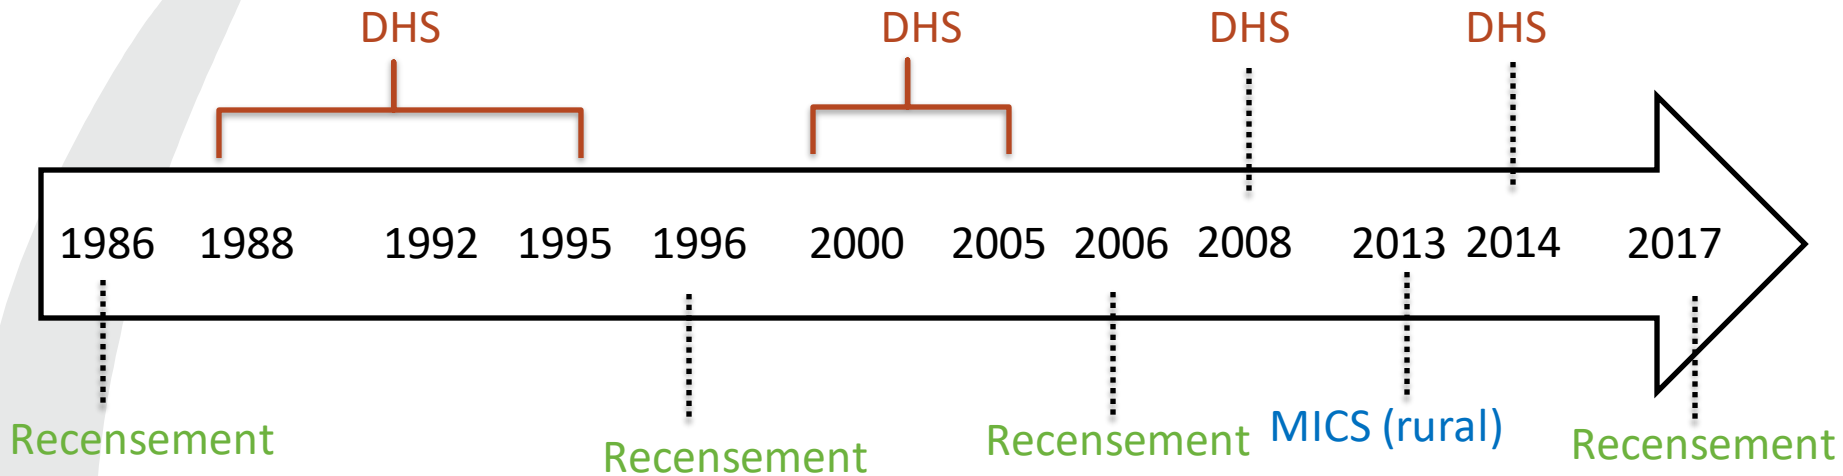 DHS DHS DHS DHS
1986 1988 1992 1995 1996 2000 2005 2006 2008 2013 2014 2017
Recensement Recensement Recensement MICS (rural) Recensement